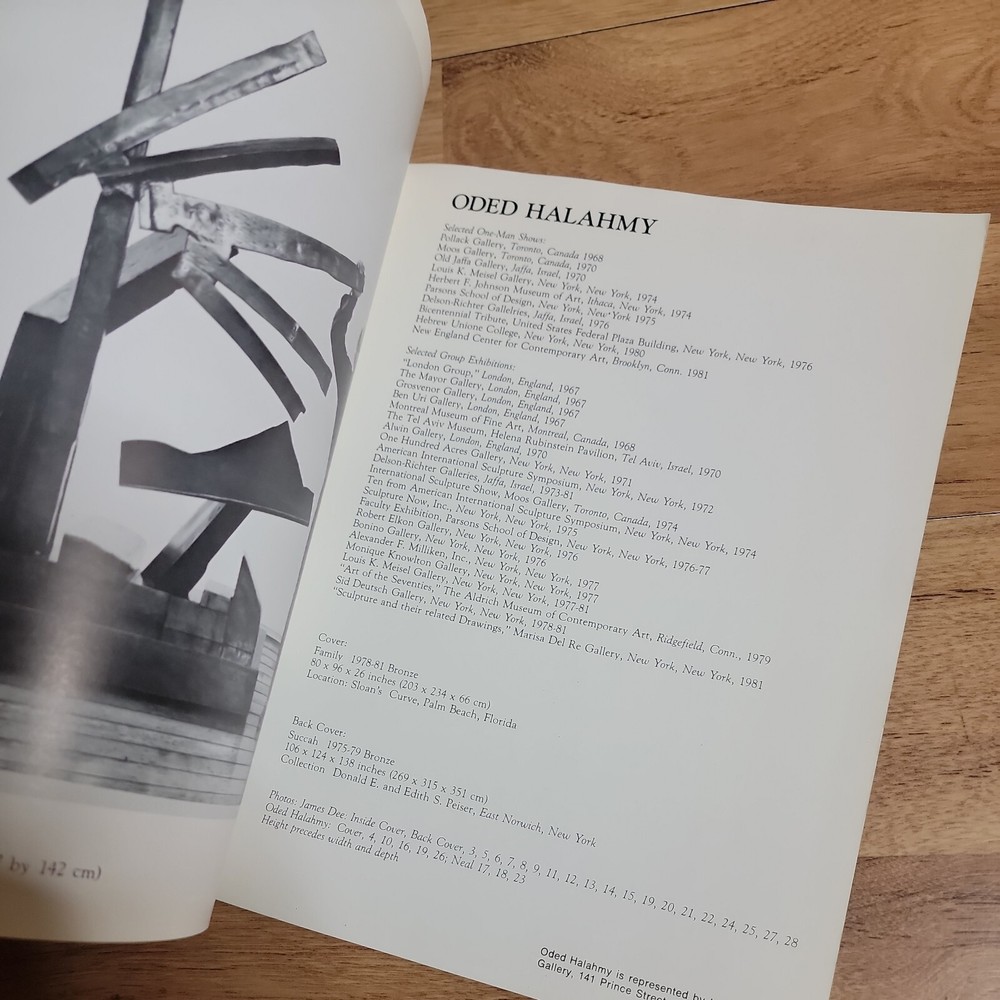 by 142 cm)
ODED HALAHMY
Selected One-Man Shows:
Pollack Gallery, Toronto, Canada 1968
Moos Gallery, Toronto, Canada, 1970
Old Jaffa Gallery, Jaffa, Israel, 1970
Louis K. Meisel Gallery, New York, New York, 1974
Herbert F. Johnson Museum of Art, Ithaca, New York, 1974
Parsons School of Design, New York, New York 1975
Delson-Richter Gallelries, Jaffa, Israel, 1976
Bicentennial Tribute, United States Federal Plaza Building, New York, New York, 1976
Hebrew Unione College, New York, New York, 1980
New England Center for Contemporary Art, Brooklyn, Conn. 1981
Selected Group Exhibitions:
"London Group," London, England, 1967
The Mayor Gallery, London, England, 1967
Grosvenor Gallery, London, England, 1967
Ben Uri Gallery, London, England, 1967
Montreal Museum of Fine Art, Montreal, Canada, 1968
The Tel Aviv Museum, Helena Rubinstein Pavilion, Tel Aviv, Israel, 1970
Alwin Gallery, London, England, 1970
One Hundred Acres Gallery, New York, New York, 1971
American International Sculpture Symposium, New York, New York, 1972
Delson-Richter Galleries, Jaffa, Israel, 1973-81
International Sculpture Show, Moos Gallery, Toronto, Canada, 1974
Ten from American International Sculpture Symposium, New York, New York, 1974
Sculpture Now, Inc., New York, New York, 1975
Faculty Exhibition, Parsons School of Design, New York, New York, 1976-77
Robert Elkon Gallery, New York, New York, 1976
Bonino Gallery, New York, New York, 1976
Alexander F. Milliken, Inc., New York, New York, 1977
Monique Knowlton Gallery, New York, New York, 1977
Louis K. Meisel Gallery, New York, New York, 1977-81
"Art of the Seventies," The Aldrich Museum of Contemporary Art, Ridgefield, Conn., 1979
Sid Deutsch Gallery, New York, New York, 1978-81
"Sculpture and their related Drawings," Marisa Del Re Gallery, New York, New York, 1981
Cover:
Family 1978-81 Bronze
80 x 96 x 26 inches (203 x 234 x 66 cm)
Location: Sloan's Curve, Palm Beach, Florida
Back Cover:
Succah 1975-79 Bronze
106 x 124 x 138 inches (269 x 315 x 351 cm)
Collection Donald E. and Edith S. Peiser, East Norwich, New York
Photos: James Dee: Inside Cover, Back Cover, 3, 5, 6, 7, 8, 9, 11, 12, 13, 14, 15, 19, 20, 21, 22, 24, 25, 27, 28
Oded Halahmy: Cover, 4, 10, 16, 19, 26; Neal 17, 18, 23
Height precedes width and depth
Oded Halahmy is represented by
Gallery, 141 Prince Street